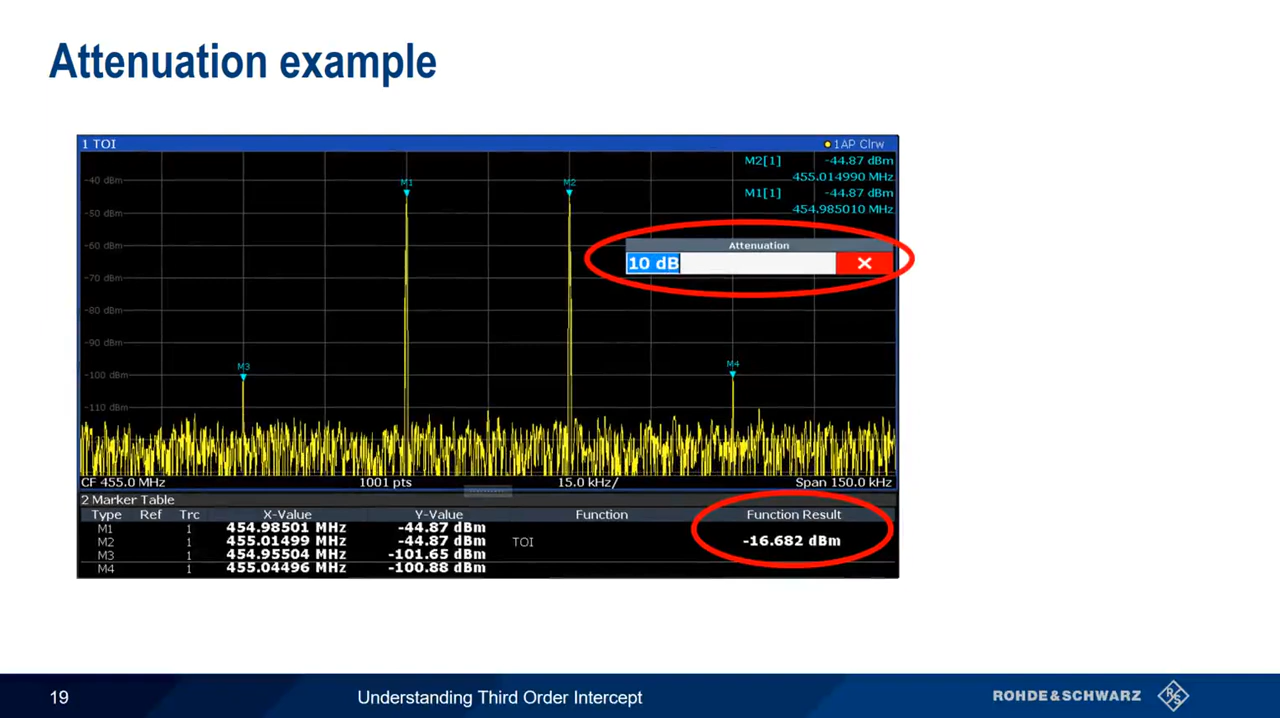 Attenuation example
1 TOI
1AP Clrw
M2[1] -44.87 dBm
455.014990 MHz
M1[1] -44.87 dBm
454.985010 MHz
M1
M2
-40 dBm
-50 dBm
-60 dBm
Attenuation
10 dB
-70 dBm
-80 dBm
-90 dBm
M3
M4
-100 dBm
-110 dBm
CF 455.0 MHz 1001 pts 15.0 kHz/ Span 150.0 kHz
2 Marker Table
Type Ref Trc X-Value Y-Value Function Function Result
M1 1 454.98501 MHz -44.87 dBm
M2 1 455.01499 MHz -44.87 dBm TOI -16.682 dBm
M3 1 454.95504 MHz -101.65 dBm
M4 1 455.04496 MHz -100.88 dBm
19 Understanding Third Order Intercept ROHDE & SCHWARZ
R S